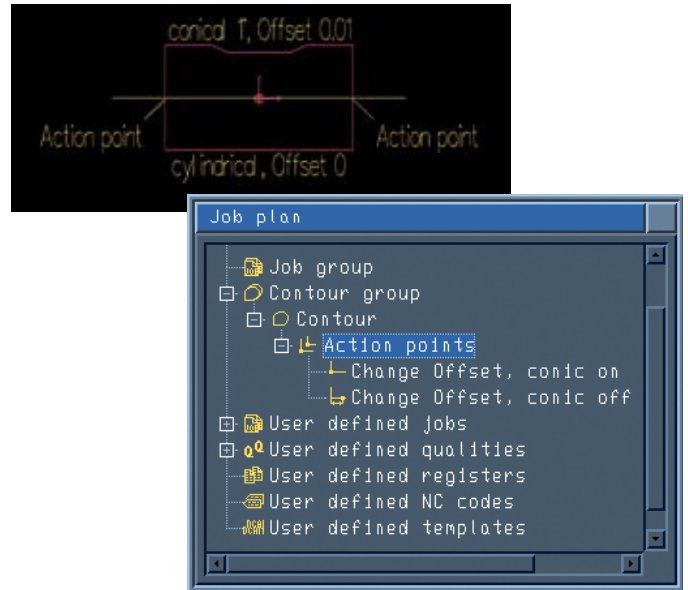 conical 1°, Offset 0.01
Action point
Action point
cylindrical, Offset 0
Job plan
Job group
Contour group
Contour
Action points
Change Offset, conic on
Change Offset, conic off
User defined jobs
User defined qualities
User defined registers
User defined NC codes
User defined templates